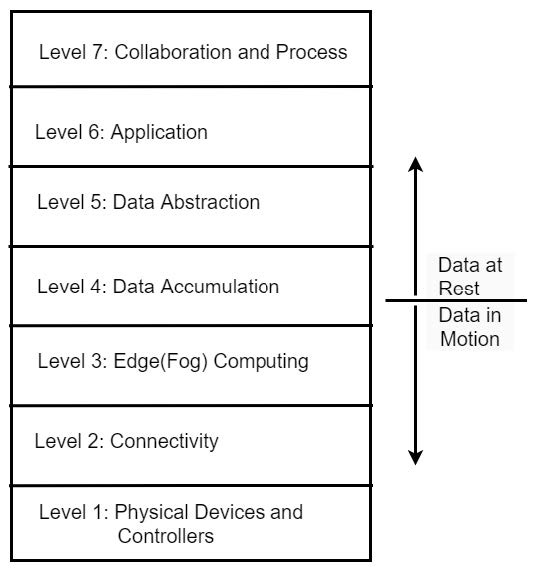 Level 7: Collaboration and Process
Level 6: Application
Level 5: Data Abstraction
Level 4: Data Accumulation
Level 3: Edge(Fog) Computing
Level 2: Connectivity
Level 1: Physical Devices and
Controllers
Data at
Rest
Data in
Motion